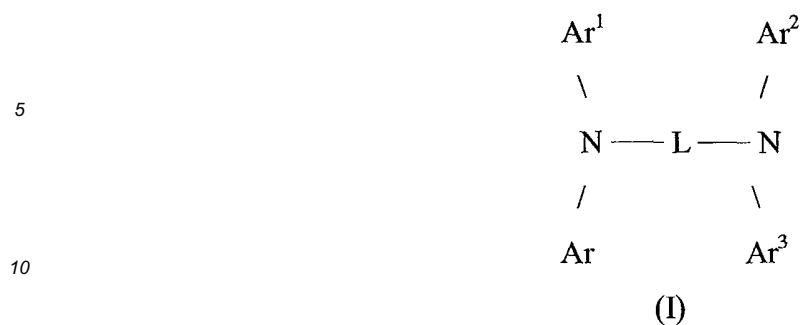 Ar¹ Ar²
5
\ /
N — L — N
/ \
Ar Ar³
10
(I)